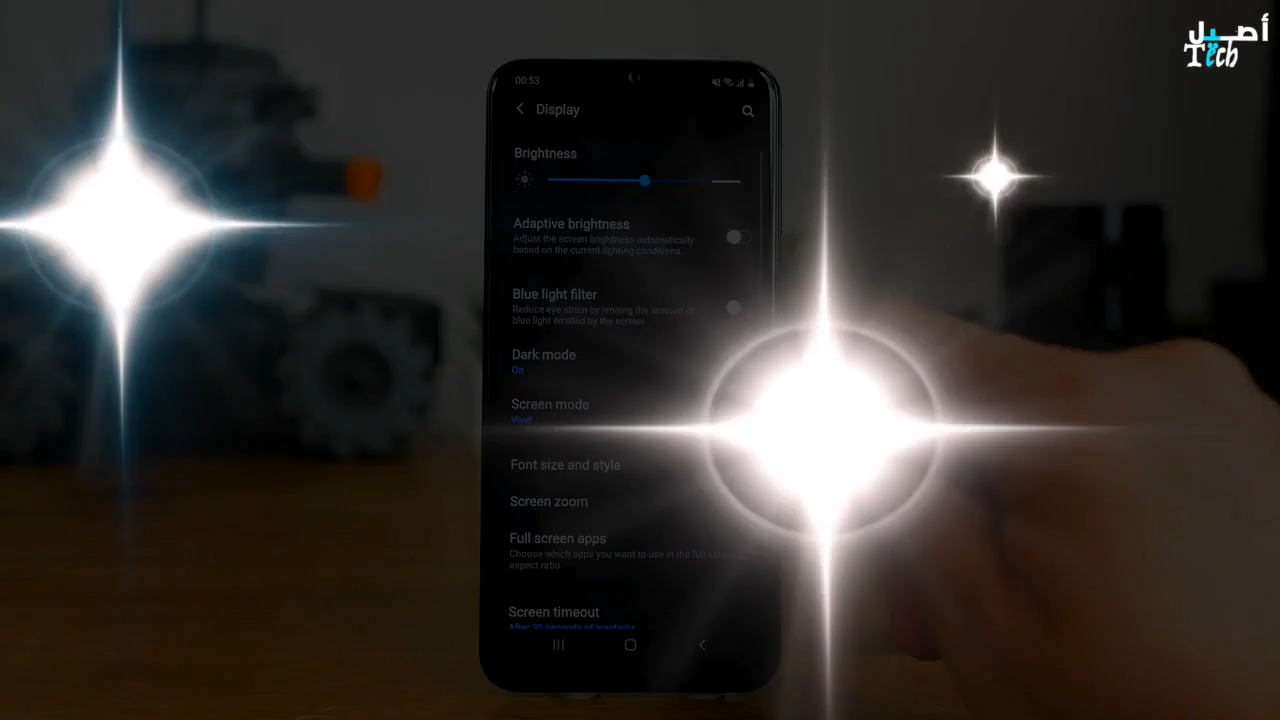 أصيل
Tech
00:53
Display
Brightness
Adaptive brightness
Adjust the screen brightness automatically
based on the current lighting conditions.
Blue light filter
Reduce eye strain by limiting the amount of
blue light emitted by the screen
Dark mode
On
Screen mode
Vivid
Font size and style
Screen zoom
Full screen apps
Choose which apps you want to use in the full screen
aspect ratio
Screen timeout
After 30 seconds of inactivity